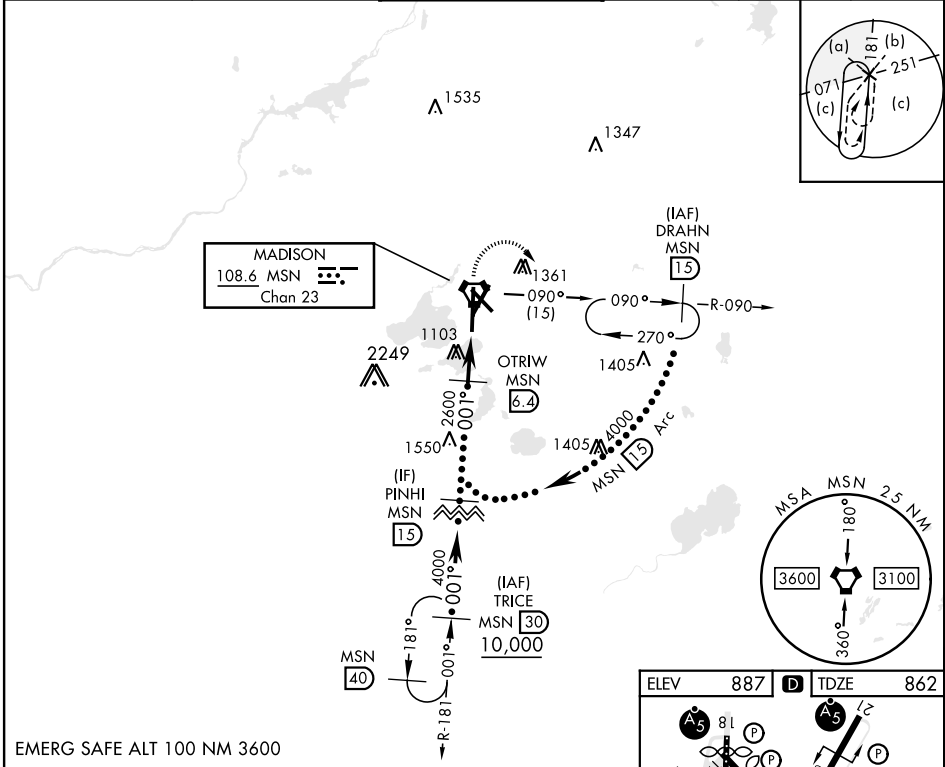 1535
1347
(a)
181
(b)
071
251
(c)
(c)
MADISON
108.6 MSN
Chan 23
(IAF)
DRAHN
MSN
15
1361
090°
(15)
090°
R-090
270°
1405
1103
2249
OTRIW
MSN
6.4
2600
001°
1550
1405
4000
MSN 15 Arc
(IF)
PINHI
MSN
15
4000
001°
(IAF)
TRICE
MSN 30
10,000
181°
001°
MSN
40
R-181
MSA MSN 25 NM
180°
3600
3100
360°
ELEV 887 D TDZE 862
A5
18
P
P
A5
21
P
EMERG SAFE ALT 100 NM 3600